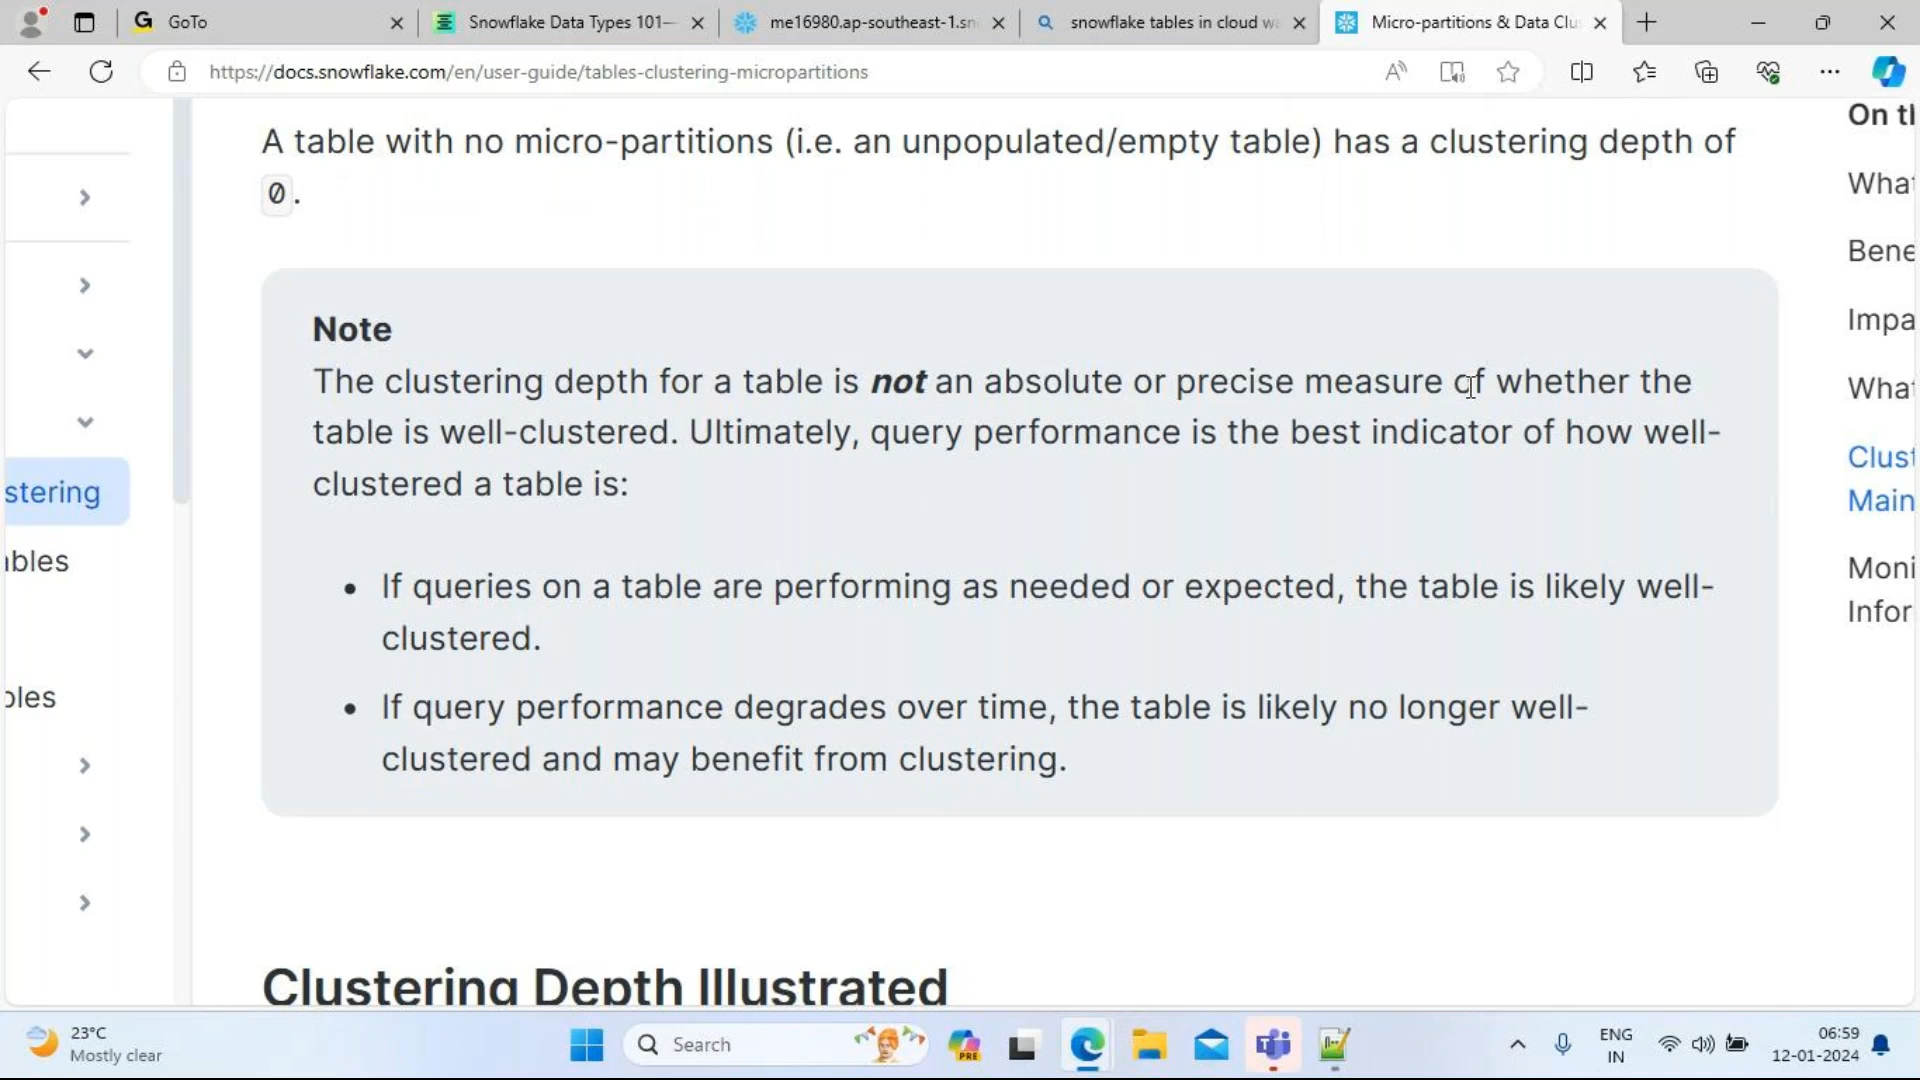 GoTo
Snowflake Data Types 101—
me16980.ap-southeast-1.sn
snowflake tables in cloud wa
Micro-partitions & Data Clu
https://docs.snowflake.com/en/user-guide/tables-clustering-micropartitions
A table with no micro-partitions (i.e. an unpopulated/empty table) has a clustering depth of
0.
Note
The clustering depth for a table is not an absolute or precise measure of whether the
table is well-clustered. Ultimately, query performance is the best indicator of how well-
clustered a table is:
• If queries on a table are performing as needed or expected, the table is likely well-
clustered.
• If query performance degrades over time, the table is likely no longer well-
clustered and may benefit from clustering.
Clustering Depth Illustrated
stering
ables
bles
On th
What
Bene
Impa
What
Clust
Main
Moni
Infor
23°C
Mostly clear
Search
PRE
ENG
IN
06:59
12-01-2024